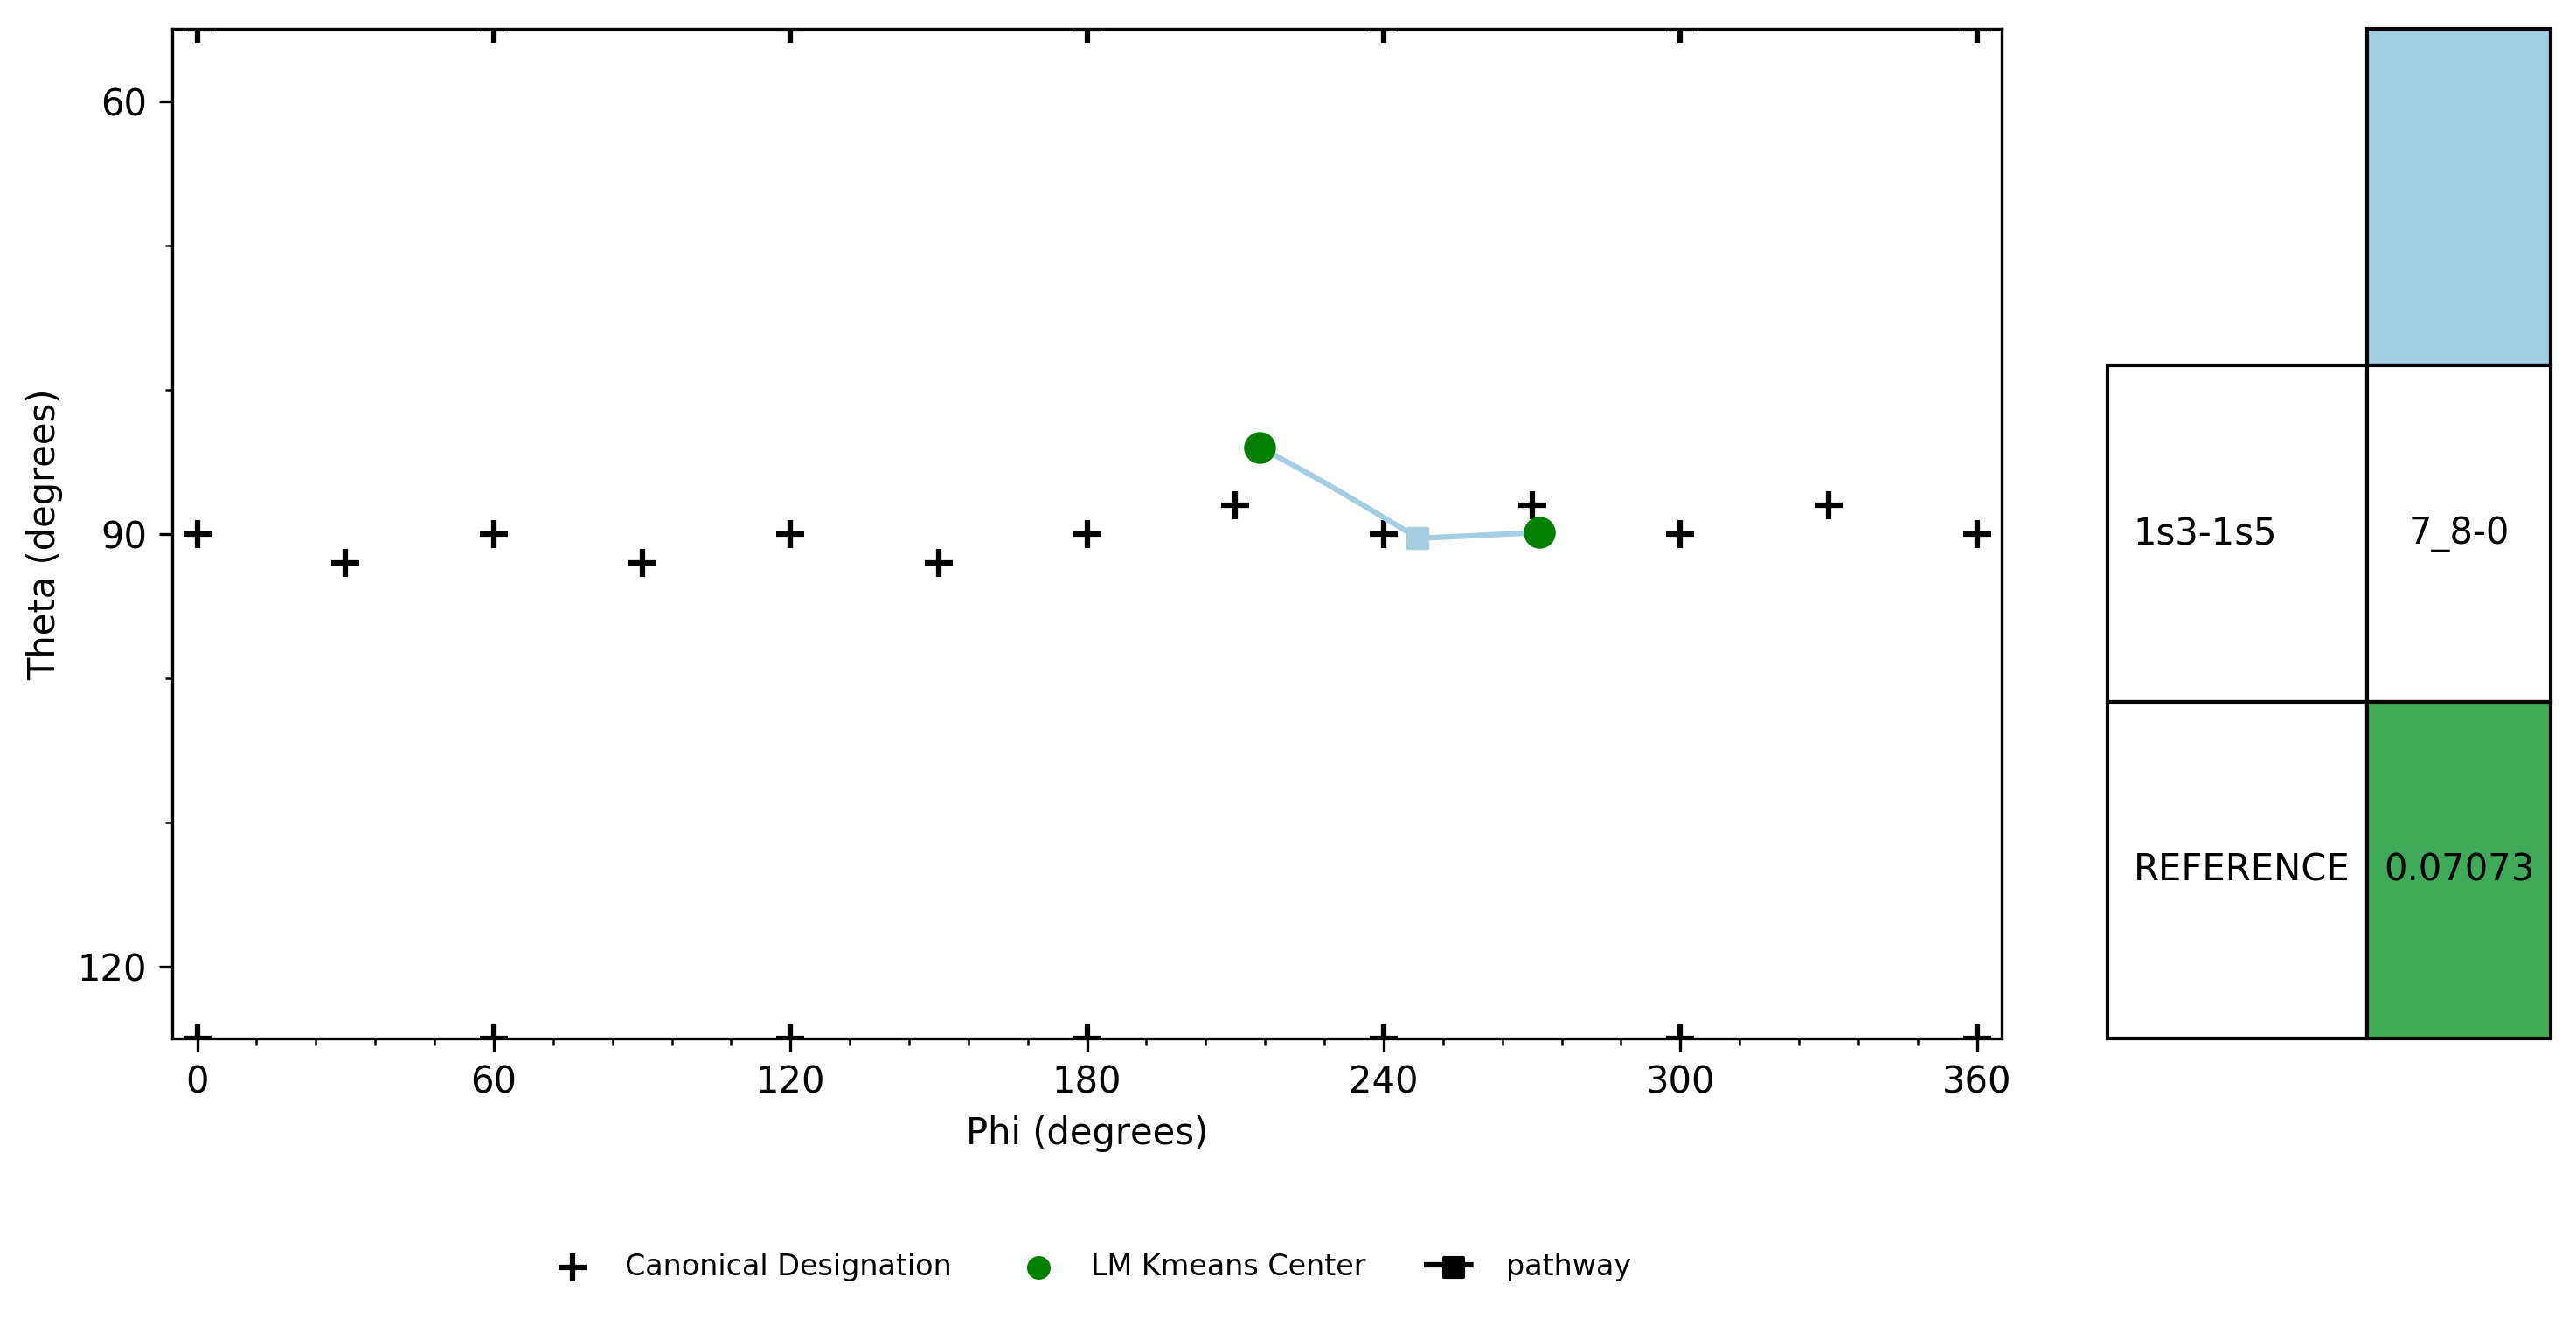 60
90
120
Theta (degrees)
0 60 120 180 240 300 360
Phi (degrees)
Canonical Designation LM Kmeans Center pathway
1s3-1s5 7_8-0
REFERENCE 0.07073